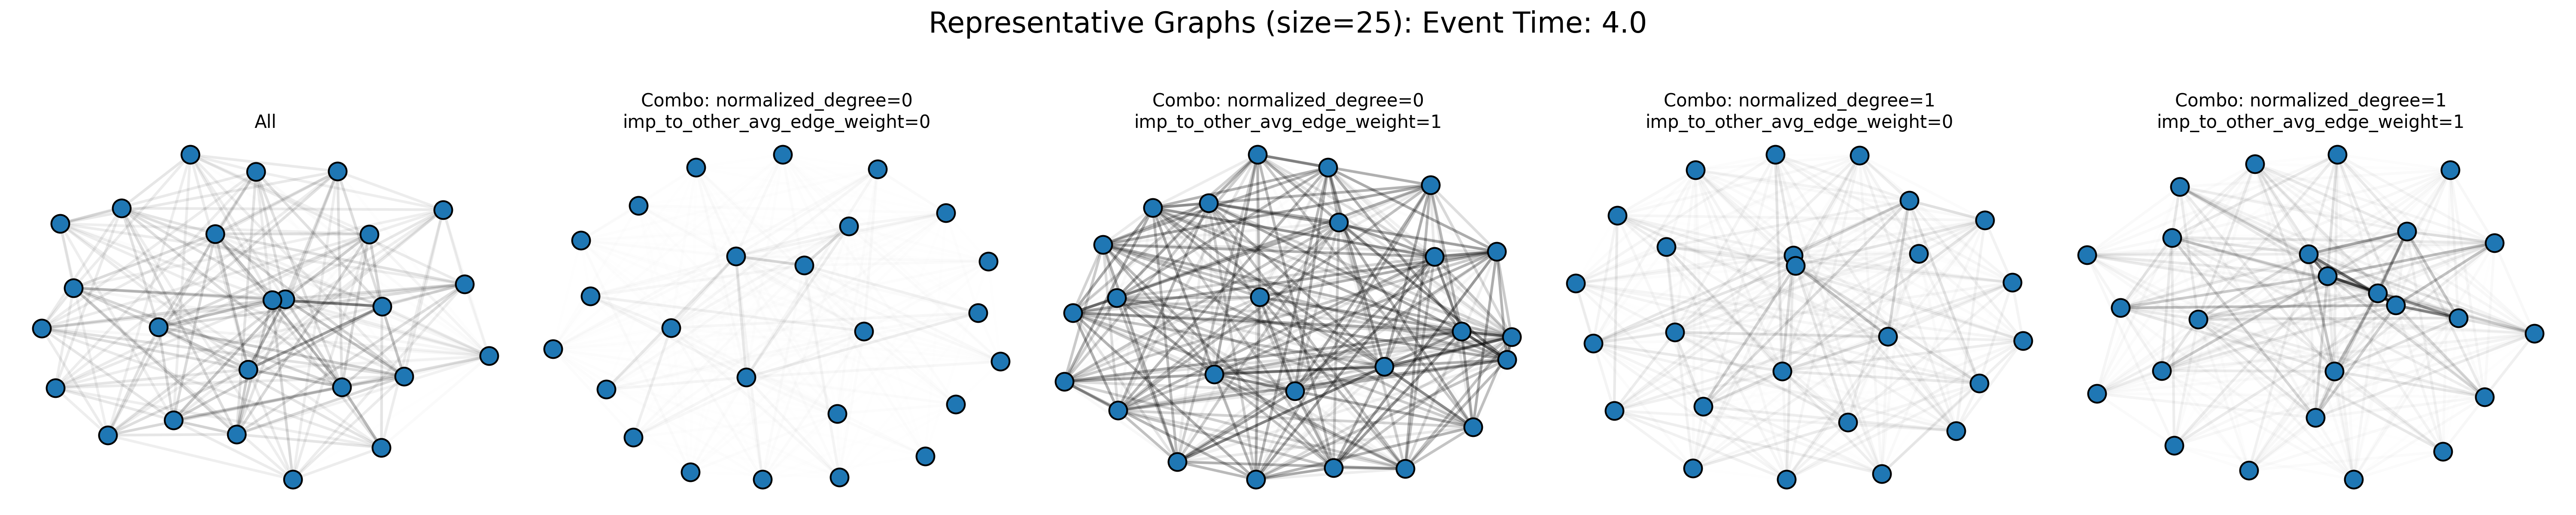 Representative Graphs (size=25): Event Time: 4.0
All
Combo: normalized_degree=0
imp_to_other_avg_edge_weight=0
Combo: normalized_degree=0
imp_to_other_avg_edge_weight=1
Combo: normalized_degree=1
imp_to_other_avg_edge_weight=0
Combo: normalized_degree=1
imp_to_other_avg_edge_weight=1